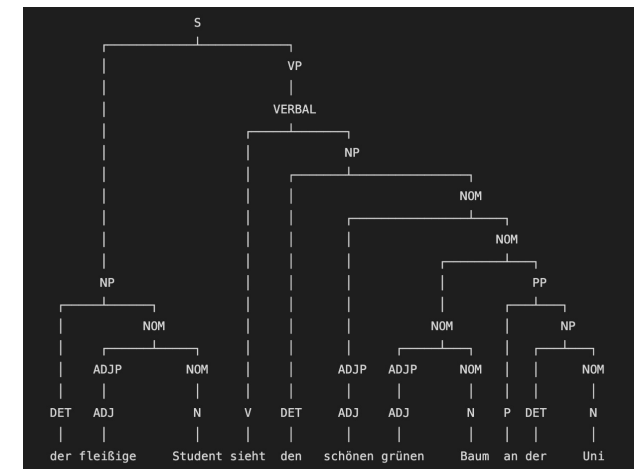 S
VP
VERBAL
NP
NOM
NOM
NP PP
NOM NOM NP
ADJP NOM ADJP ADJP NOM NOM
DET ADJ N V DET ADJ ADJ N P DET N
der fleißige Student sieht den schönen grünen Baum an der Uni